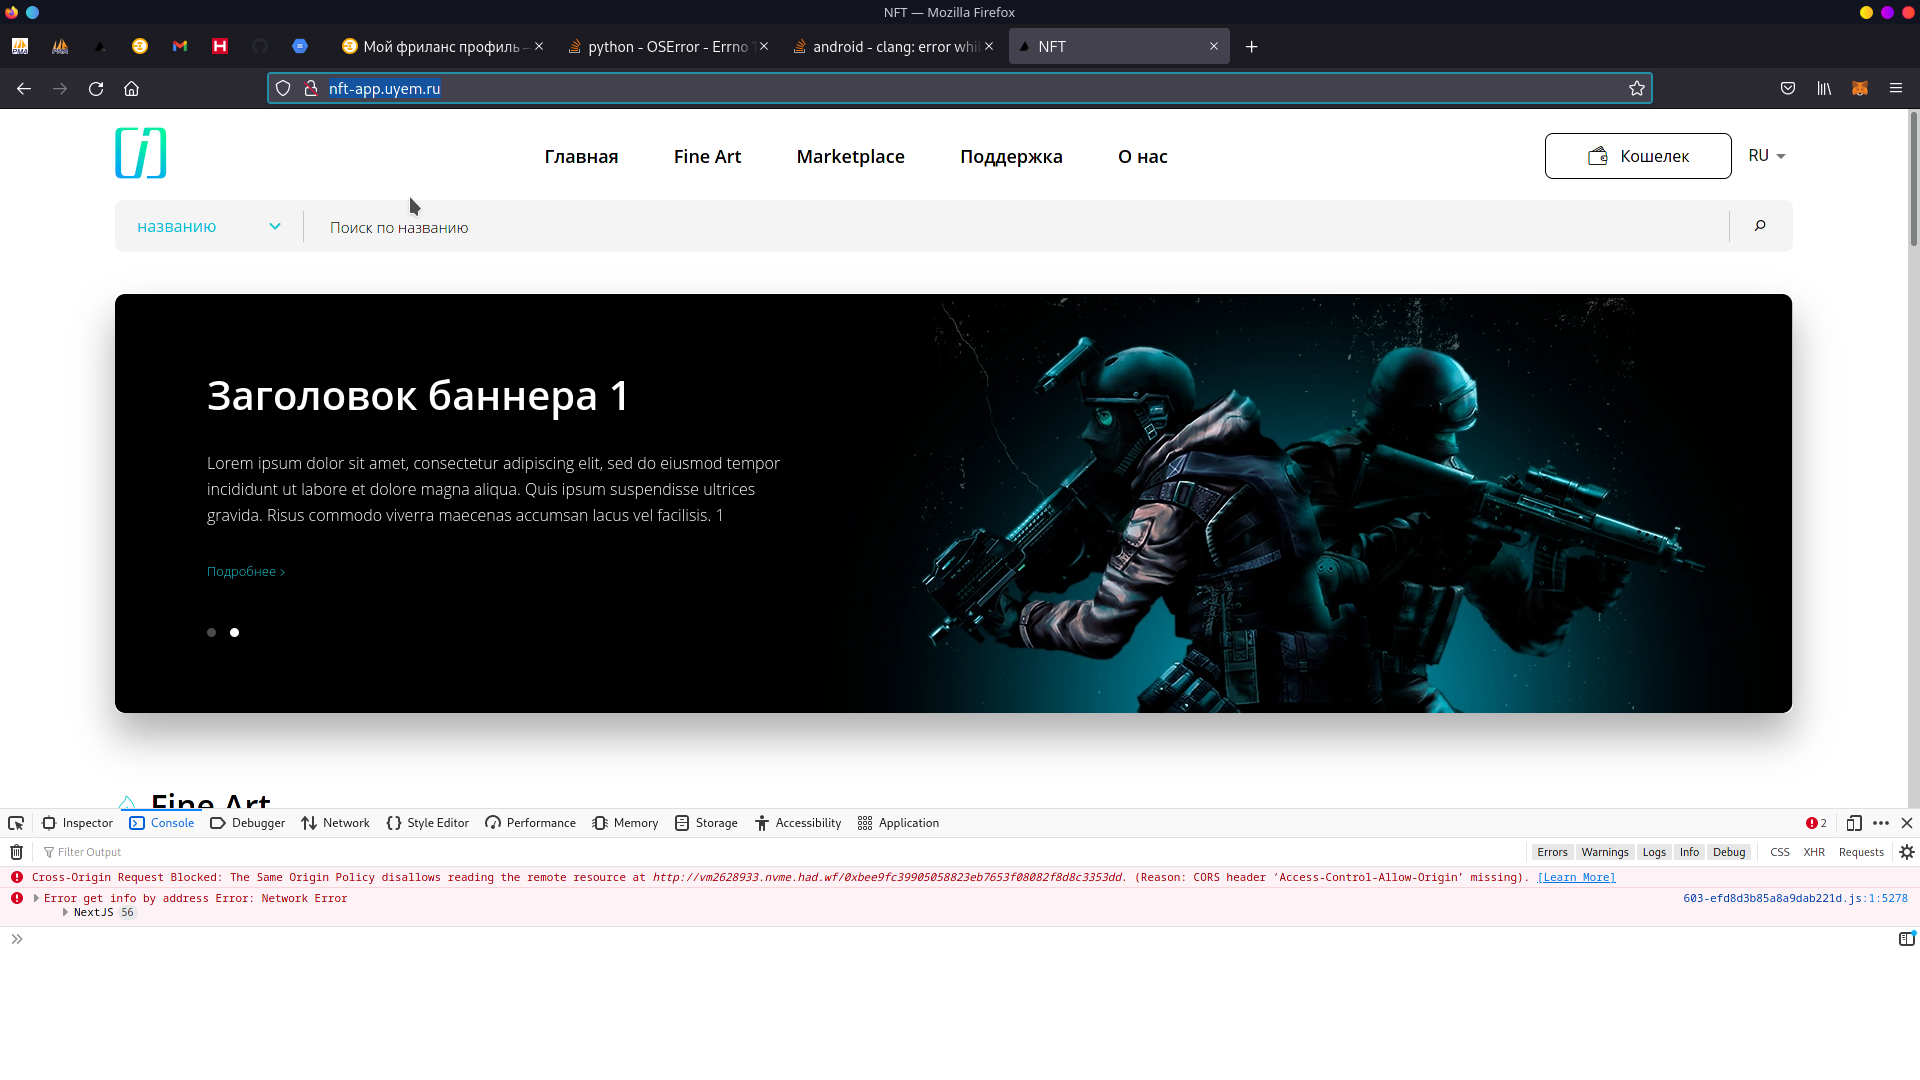 NFT — Mozilla Firefox
Мой фриланс профиль
python - OSError - Errno
android - clang: error whil
NFT
nft-app.uyem.ru
Главная
Fine Art
Marketplace
Поддержка
О нас
Кошелек
RU
названию
Поиск по названию
Заголовок баннера 1
Lorem ipsum dolor sit amet, consectetur adipiscing elit, sed do eiusmod tempor
incididunt ut labore et dolore magna aliqua. Quis ipsum suspendisse ultrices
gravida. Risus commodo viverra maecenas accumsan lacus vel facilisis. 1
Подробнее >
Fine Art
Inspector
Console
Debugger
Network
Style Editor
Performance
Memory
Storage
Accessibility
Application
2
Filter Output
Errors
Warnings
Logs
Info
Debug
CSS
XHR
Requests
Cross-Origin Request Blocked: The Same Origin Policy disallows reading the remote resource at http://vm2628933.nvme.had.wf/0xbee9fc39905058823eb7653f08082f8d8c3353dd. (Reason: CORS header ‘Access-Control-Allow-Origin’ missing). [Learn More]
Error get info by address Error: Network Error
603-efd8d3b85a8a9dab221d.js:1:5278
NextJS 56